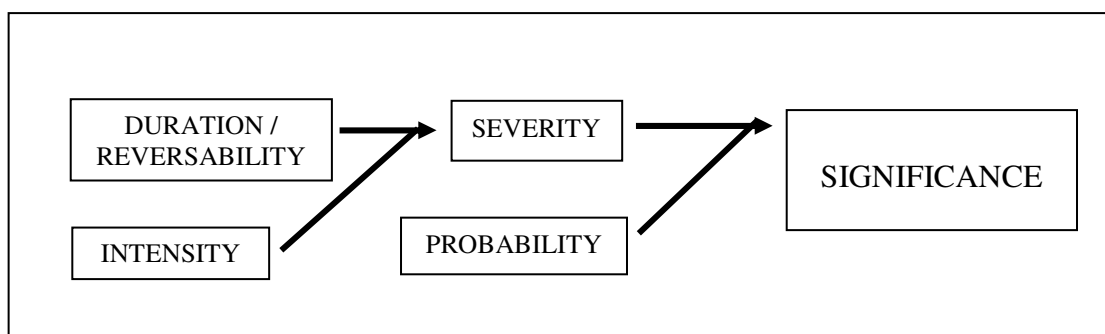 DURATION /
REVERSABILITY
SEVERITY
SIGNIFICANCE
INTENSITY
PROBABILITY